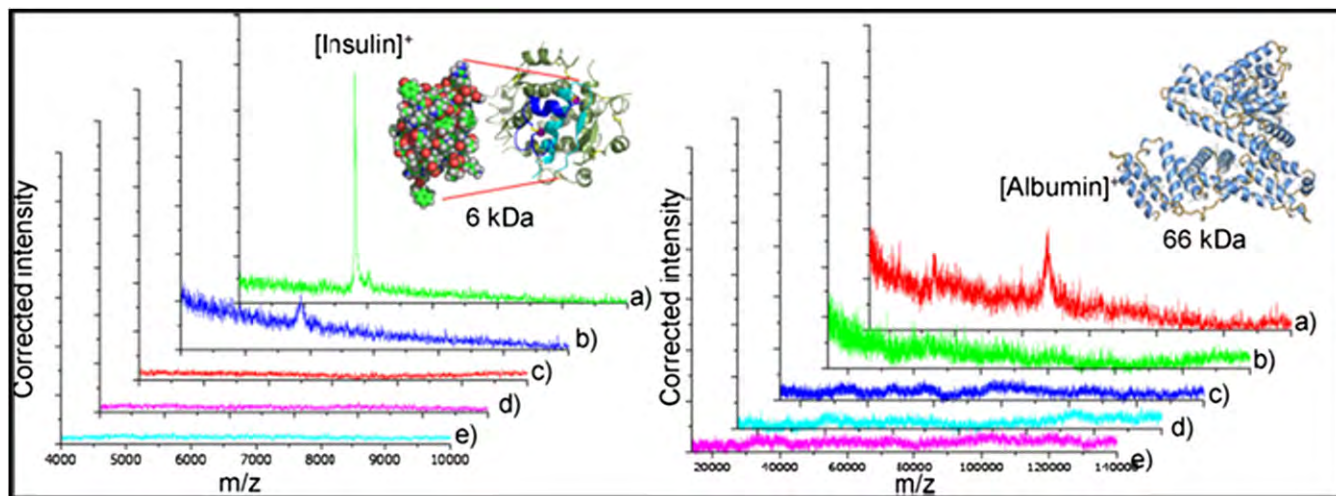 [Insulin]⁺
6 kDa
a)
b)
c)
d)
e)
Corrected intensity
4000 5000 6000 7000 8000 9000 10000
m/z
[Albumin]⁺
66 kDa
a)
b)
c)
d)
e)
Corrected intensity
20000 40000 60000 80000 100000 120000 140000
m/z